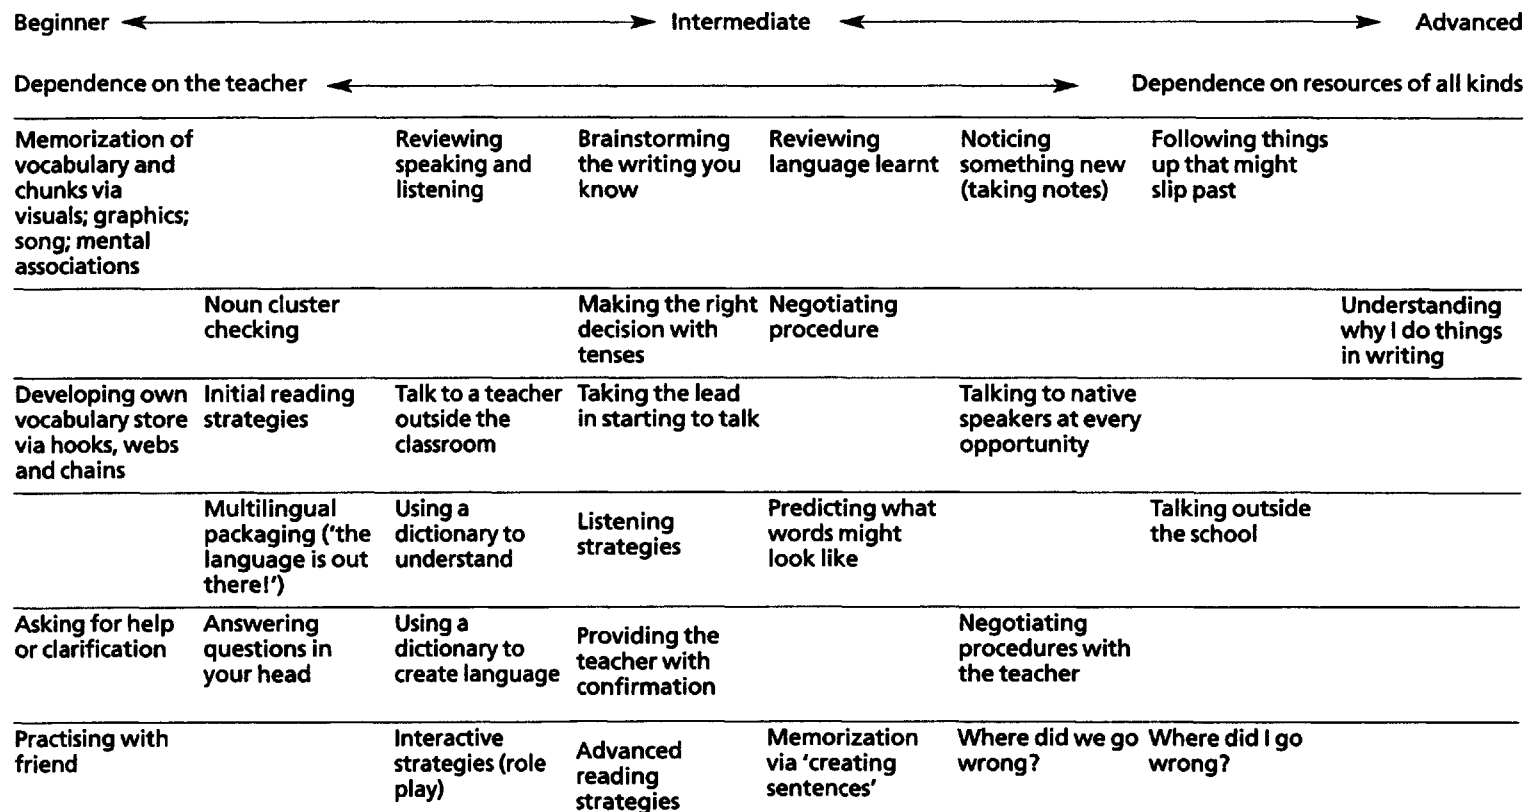 Beginner Intermediate Advanced
Dependence on the teacher Dependence on resources of all kinds
Memorization of
vocabulary and
chunks via
visuals; graphics;
song; mental
associations
Reviewing
speaking and
listening
Brainstorming
the writing you
know
Reviewing
language learnt
Noticing
something new
(taking notes)
Following things
up that might
slip past
Noun cluster
checking
Making the right
decision with
tenses
Negotiating
procedure
Understanding
why I do things
in writing
Developing own
vocabulary store
via hooks, webs
and chains
Initial reading
strategies
Talk to a teacher
outside the
classroom
Taking the lead
in starting to talk
Talking to native
speakers at every
opportunity
Multilingual
packaging ('the
language is out
there!')
Using a
dictionary to
understand
Listening
strategies
Predicting what
words might
look like
Talking outside
the school
Asking for help
or clarification
Answering
questions in
your head
Using a
dictionary to
create language
Providing the
teacher with
confirmation
Negotiating
procedures with
the teacher
Practising with
friend
Interactive
strategies (role
play)
Advanced
reading
strategies
Memorization
via 'creating
sentences'
Where did we go
wrong?
Where did I go
wrong?